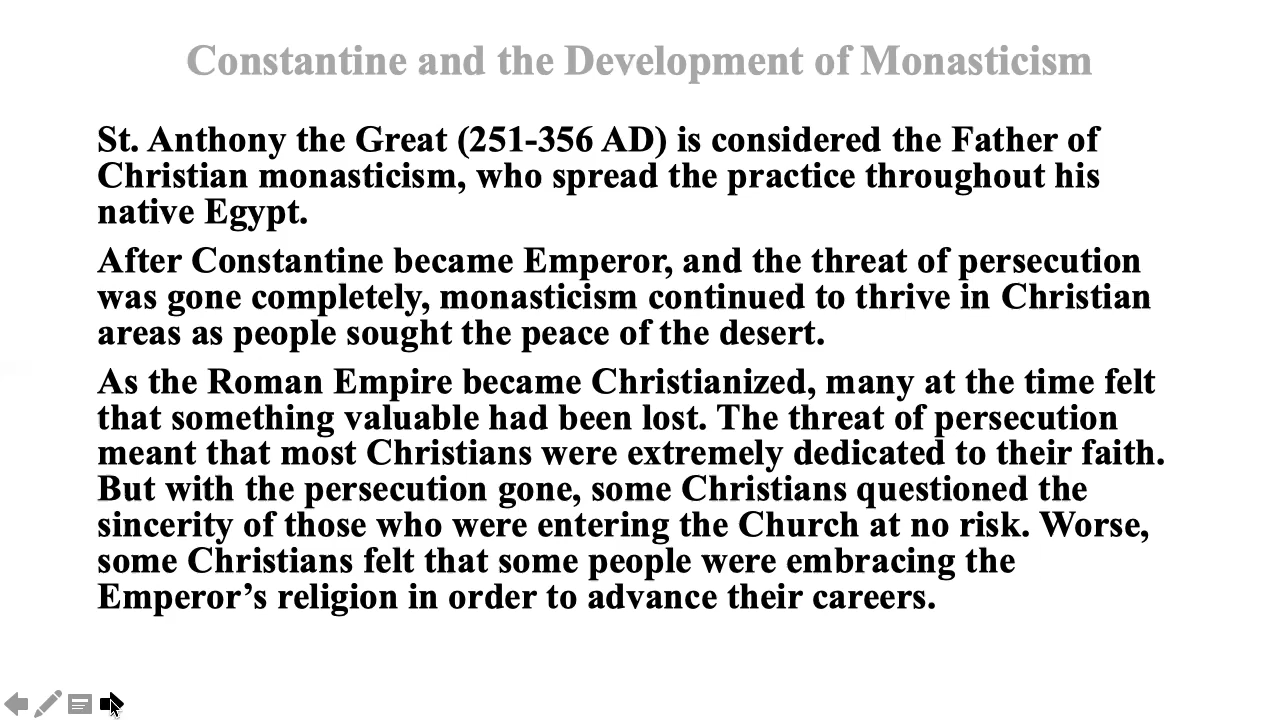 Constantine and the Development of Monasticism
St. Anthony the Great (251-356 AD) is considered the Father of
Christian monasticism, who spread the practice throughout his
native Egypt.
After Constantine became Emperor, and the threat of persecution
was gone completely, monasticism continued to thrive in Christian
areas as people sought the peace of the desert.
As the Roman Empire became Christianized, many at the time felt
that something valuable had been lost. The threat of persecution
meant that most Christians were extremely dedicated to their faith.
But with the persecution gone, some Christians questioned the
sincerity of those who were entering the Church at no risk. Worse,
some Christians felt that some people were embracing the
Emperor’s religion in order to advance their careers.